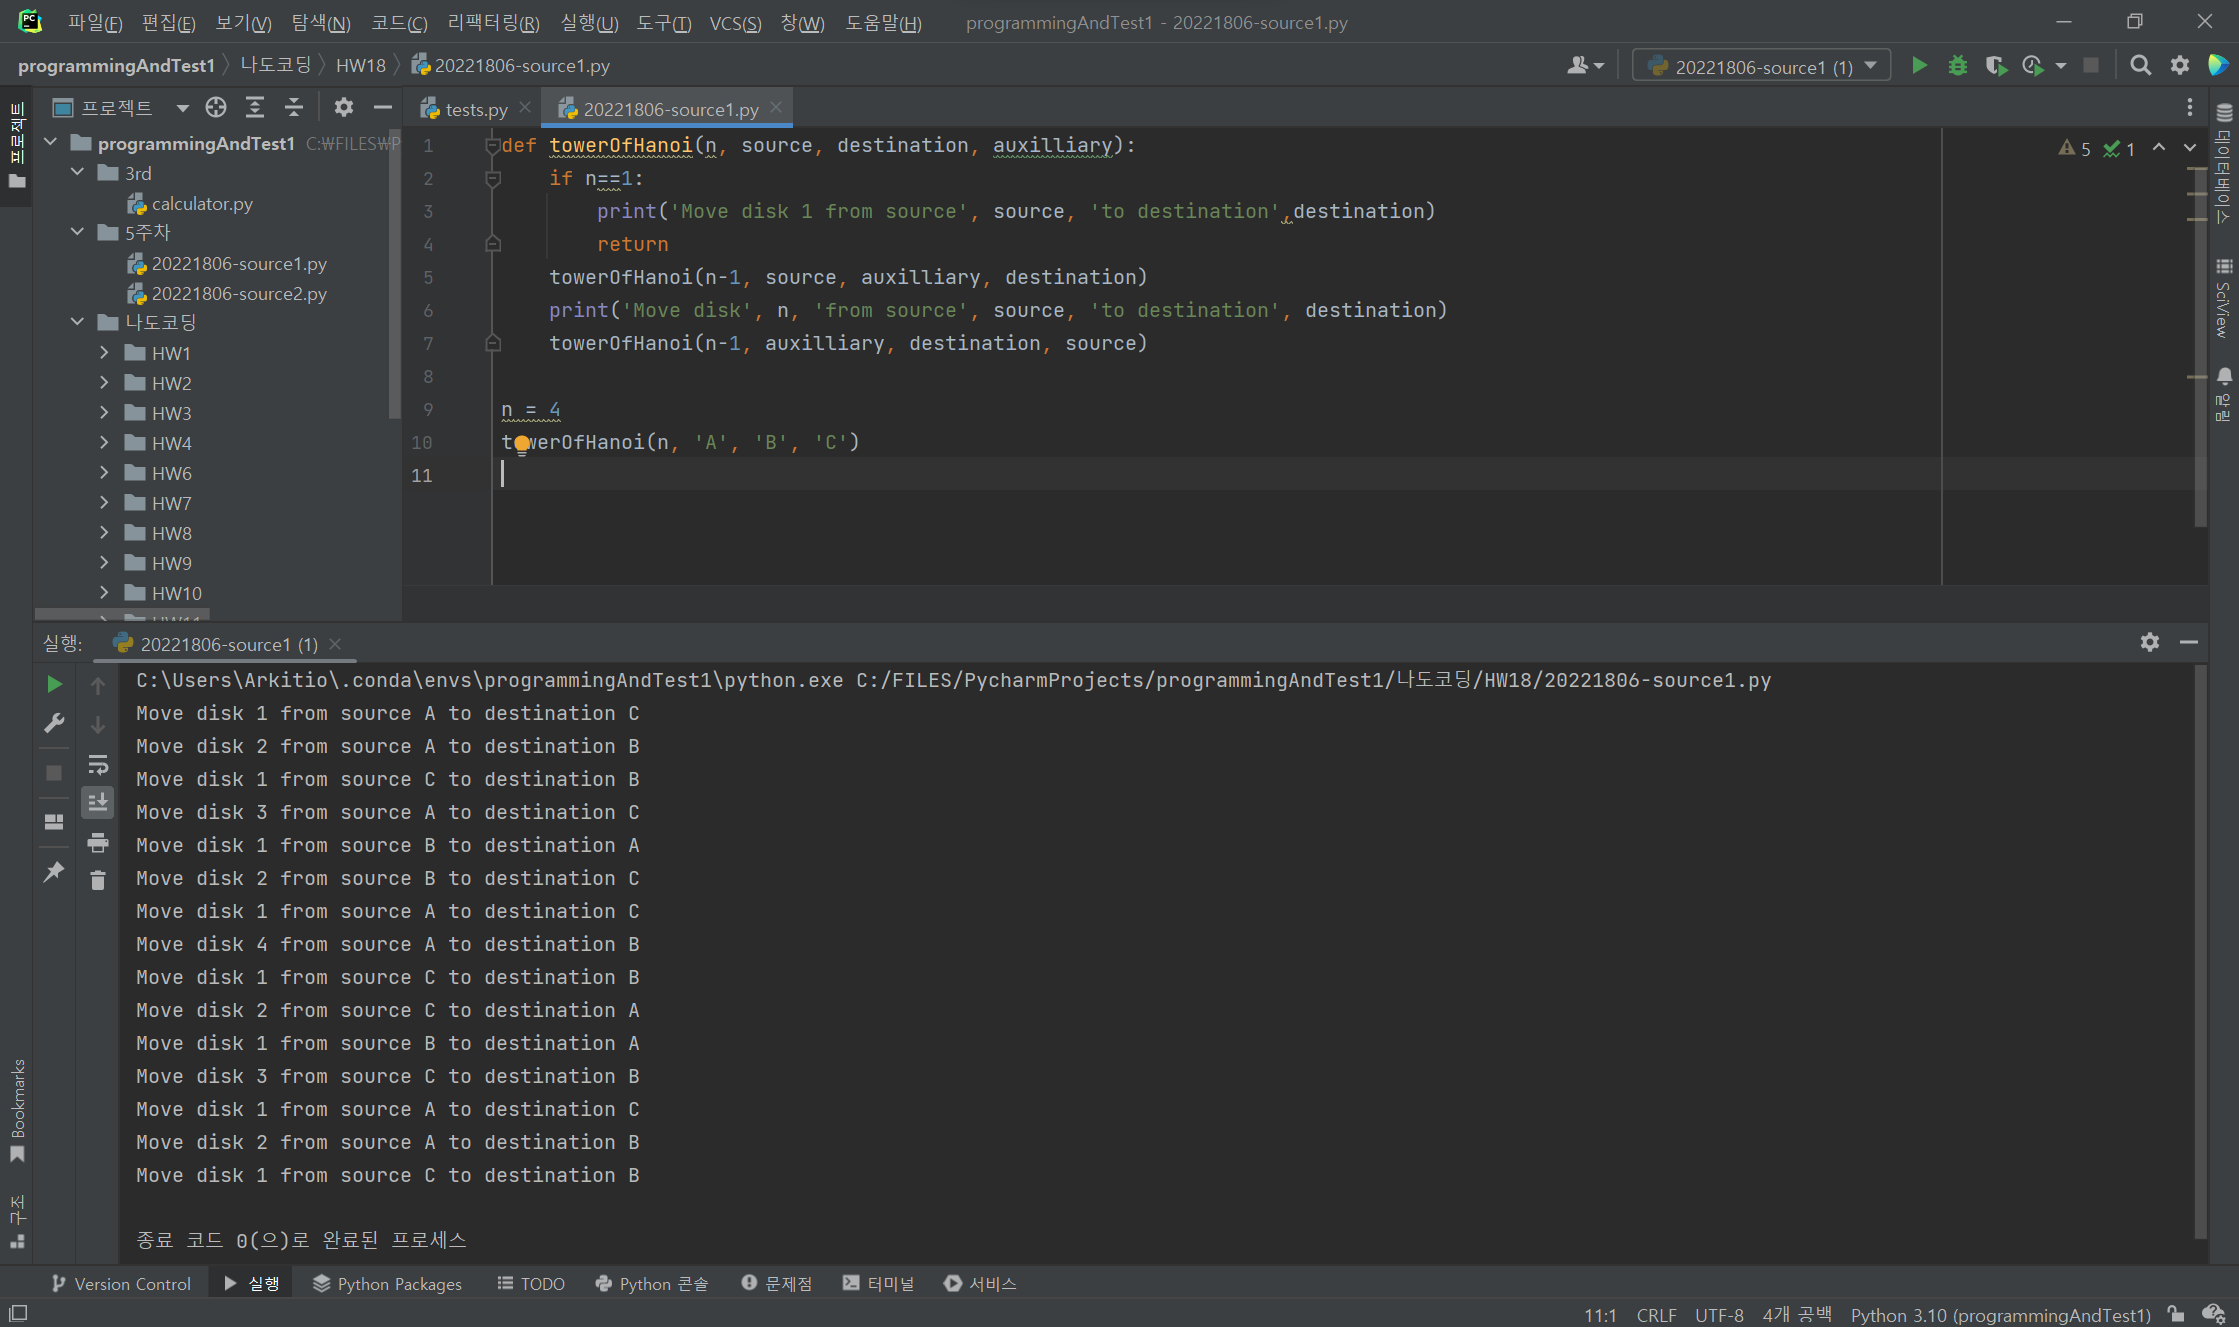 PC 파일(F) 편집(E) 보기(V) 탐색(N) 코드(C) 리팩터링(R) 실행(U) 도구(T) VCS(S) 창(W) 도움말(H) programmingAndTest1 - 20221806-source1.py
programmingAndTest1 나도코딩 HW18 20221806-source1.py 20221806-source1 (1)
프로젝트
프로젝트
programmingAndTest1 C:₩FILES₩P
3rd
calculator.py
5주차
20221806-source1.py
20221806-source2.py
나도코딩
HW1
HW2
HW3
HW4
HW6
HW7
HW8
HW9
HW10
HW11
tests.py 20221806-source1.py
5 1
1 def towerOfHanoi(n, source, destination, auxilliary):
2 if n==1:
3 print('Move disk 1 from source', source, 'to destination',destination)
4 return
5 towerOfHanoi(n-1, source, auxilliary, destination)
6 print('Move disk', n, 'from source', source, 'to destination', destination)
7 towerOfHanoi(n-1, auxilliary, destination, source)
8
9 n = 4
10 towerOfHanoi(n, 'A', 'B', 'C')
11
데이터베이스
SciView
알림
실행: 20221806-source1 (1)
C:\Users\Arkitio\.conda\envs\programmingAndTest1\python.exe C:/FILES/PycharmProjects/programmingAndTest1/나도코딩/HW18/20221806-source1.py
Move disk 1 from source A to destination C
Move disk 2 from source A to destination B
Move disk 1 from source C to destination B
Move disk 3 from source A to destination C
Move disk 1 from source B to destination A
Move disk 2 from source B to destination C
Move disk 1 from source A to destination C
Move disk 4 from source A to destination B
Move disk 1 from source C to destination B
Move disk 2 from source C to destination A
Move disk 1 from source B to destination A
Move disk 3 from source C to destination B
Move disk 1 from source A to destination C
Move disk 2 from source A to destination B
Move disk 1 from source C to destination B
종료 코드 0(으)로 완료된 프로세스
Bookmarks
구조
Version Control 실행 Python Packages TODO Python 콘솔 문제점 터미널 서비스
11:1 CRLF UTF-8 4개 공백 Python 3.10 (programmingAndTest1)